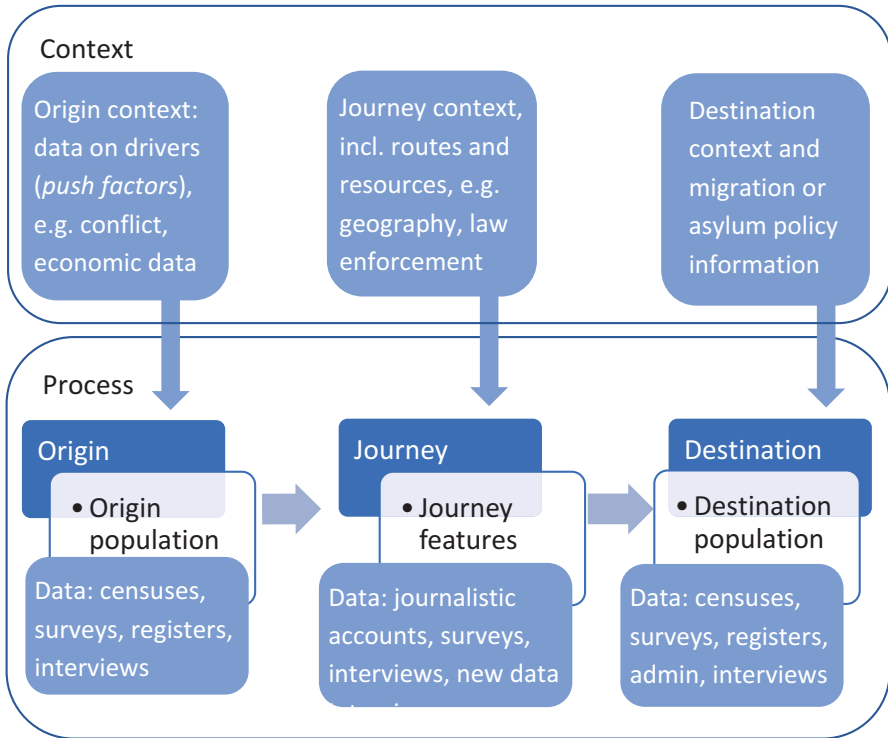 Context
Origin context:
data on drivers
(push factors),
e.g. conflict,
economic data
Journey context,
incl. routes and
resources, e.g.
geography, law
enforcement
Destination
context and
migration or
asylum policy
information
Process
Origin
• Origin
population
Data: censuses,
surveys, registers,
interviews
Journey
• Journey
features
Data: journalistic
accounts, surveys,
interviews, new data
Destination
• Destination
population
Data: censuses,
surveys, registers,
admin, interviews